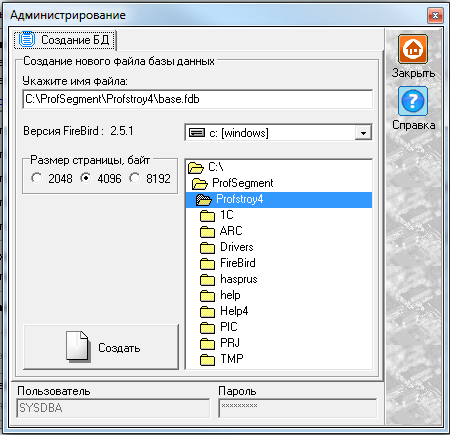 Администрирование
Создание БД
Создание нового файла базы данных
Укажите имя файла:
C:\ProfSegment\Profstroy4\base.fdb
Версия FireBird : 2.5.1
c: [windows]
Размер страницы, байт
2048 4096 8192
C:\
ProfSegment
Profstroy4
1C
ARC
Drivers
FireBird
hasprus
help
Help4
PIC
PRJ
TMP
Создать
Закрыть
Справка
Пользователь
SYSDBA
Пароль
*********